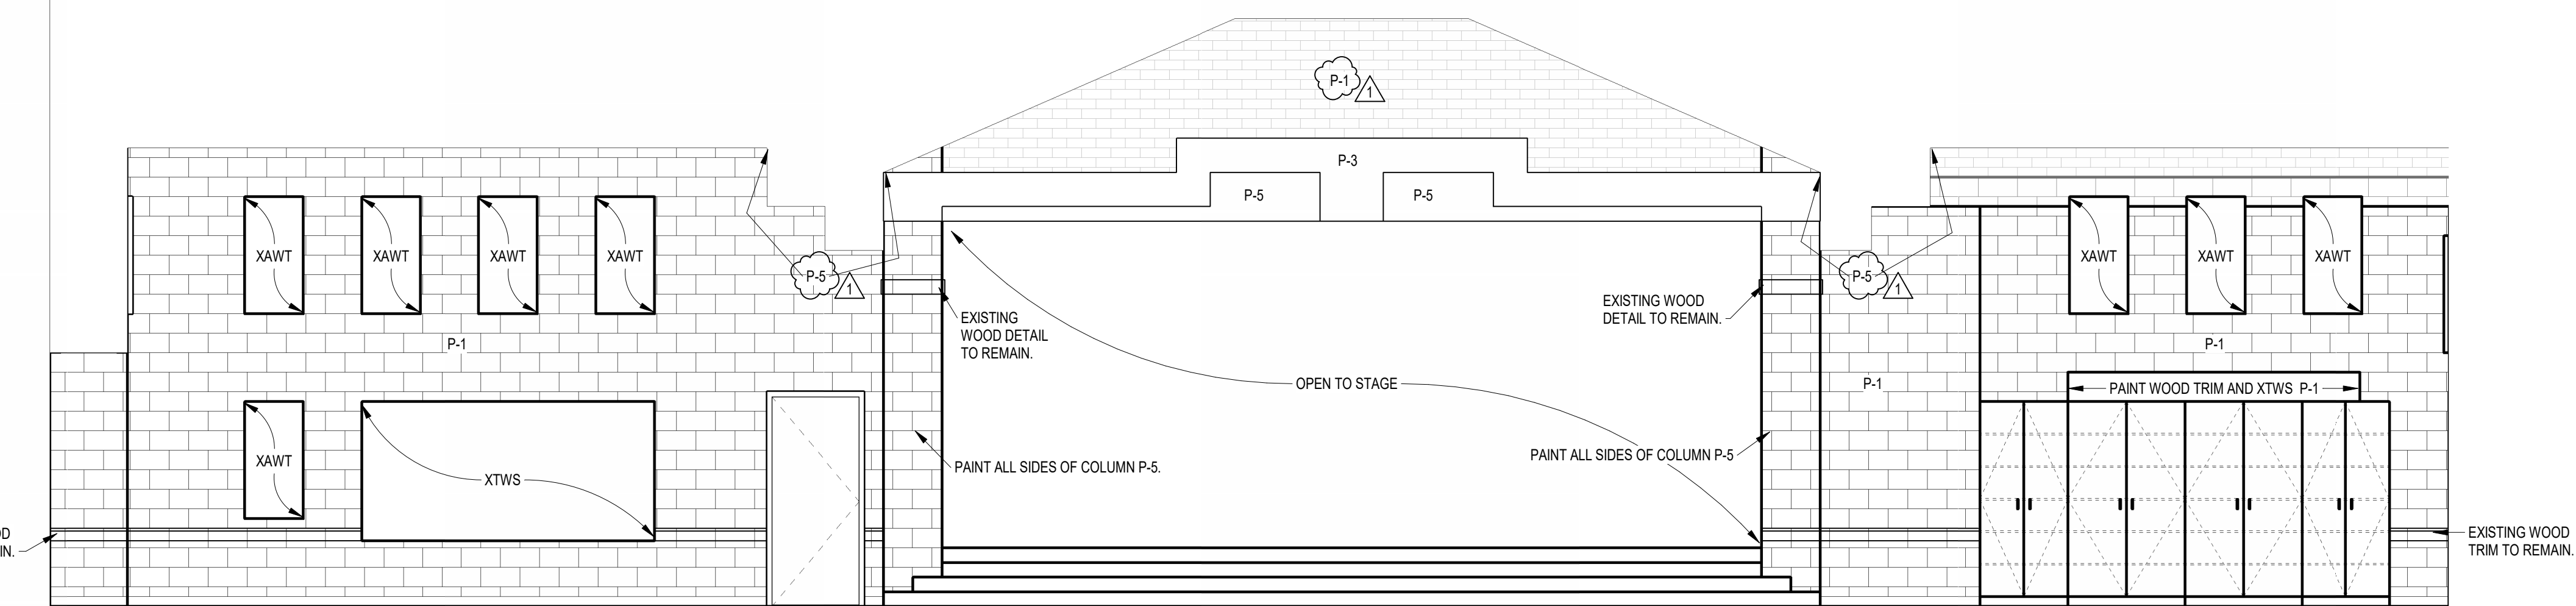 P-1
1
P-3
P-5
P-5
XAWT
XAWT
XAWT
XAWT
P-5
1
P-5
1
XAWT
XAWT
XAWT
EXISTING
WOOD DETAIL
TO REMAIN.
EXISTING WOOD
DETAIL TO REMAIN.
P-1
P-1
OPEN TO STAGE
P-1
PAINT WOOD TRIM AND XTWS P-1
XAWT
XTWS
PAINT ALL SIDES OF COLUMN P-5.
PAINT ALL SIDES OF COLUMN P-5
EXISTING WOOD
TRIM TO REMAIN.